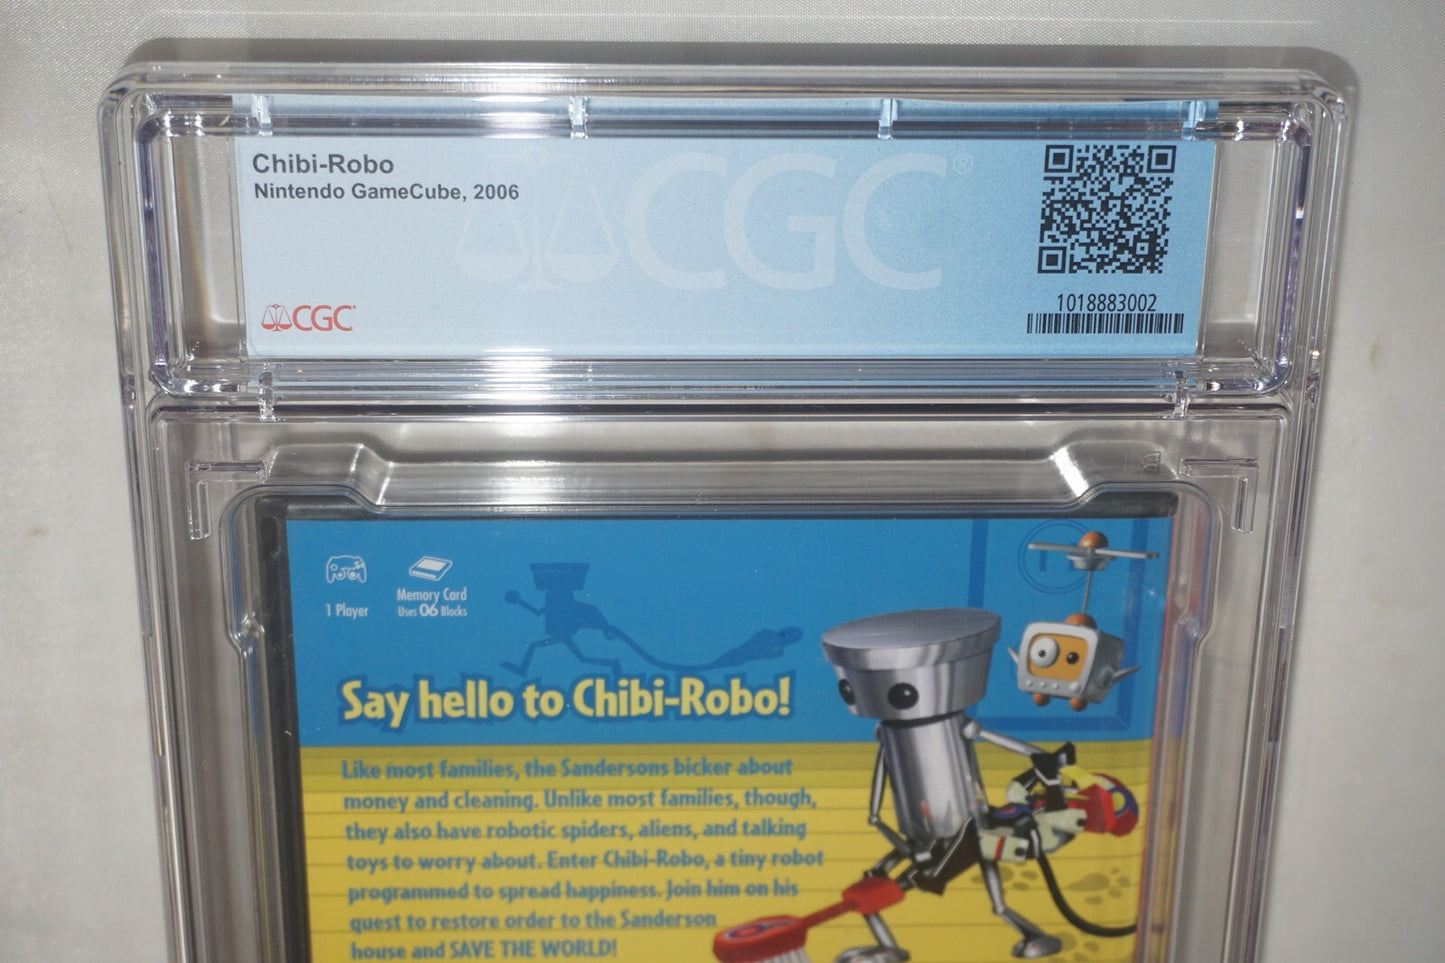 Chibi-Robo
Nintendo GameCube, 2006
CGC®
CGC®
1018883002
1 Player
Memory Card
Uses 06 Blocks
Say hello to Chibi-Robo!
Like most families, the Sandersons bicker about
money and cleaning. Unlike most families, though,
they also have robotic spiders, aliens, and talking
toys to worry about. Enter Chibi-Robo, a tiny robot
programmed to spread happiness. Join him on his
quest to restore order to the Sanderson
house and SAVE THE WORLD!